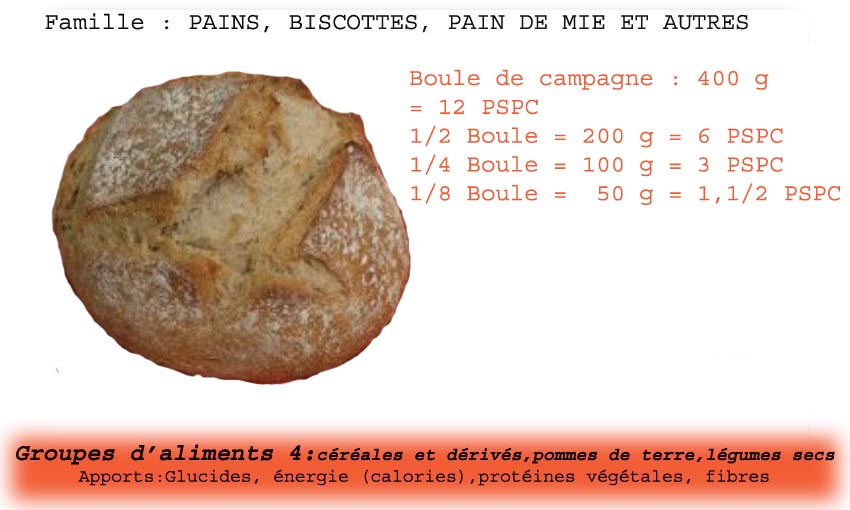 Famille : PAINS, BISCOTTES, PAIN DE MIE ET AUTRES
Boule de campagne : 400 g
= 12 PSPC
1/2 Boule = 200 g = 6 PSPC
1/4 Boule = 100 g = 3 PSPC
1/8 Boule =  50 g = 1,1/2 PSPC
Groupes d'aliments 4:céréales et dérivés,pommes de terre,légumes secs
Apports:Glucides, énergie (calories),protéines végétales, fibres